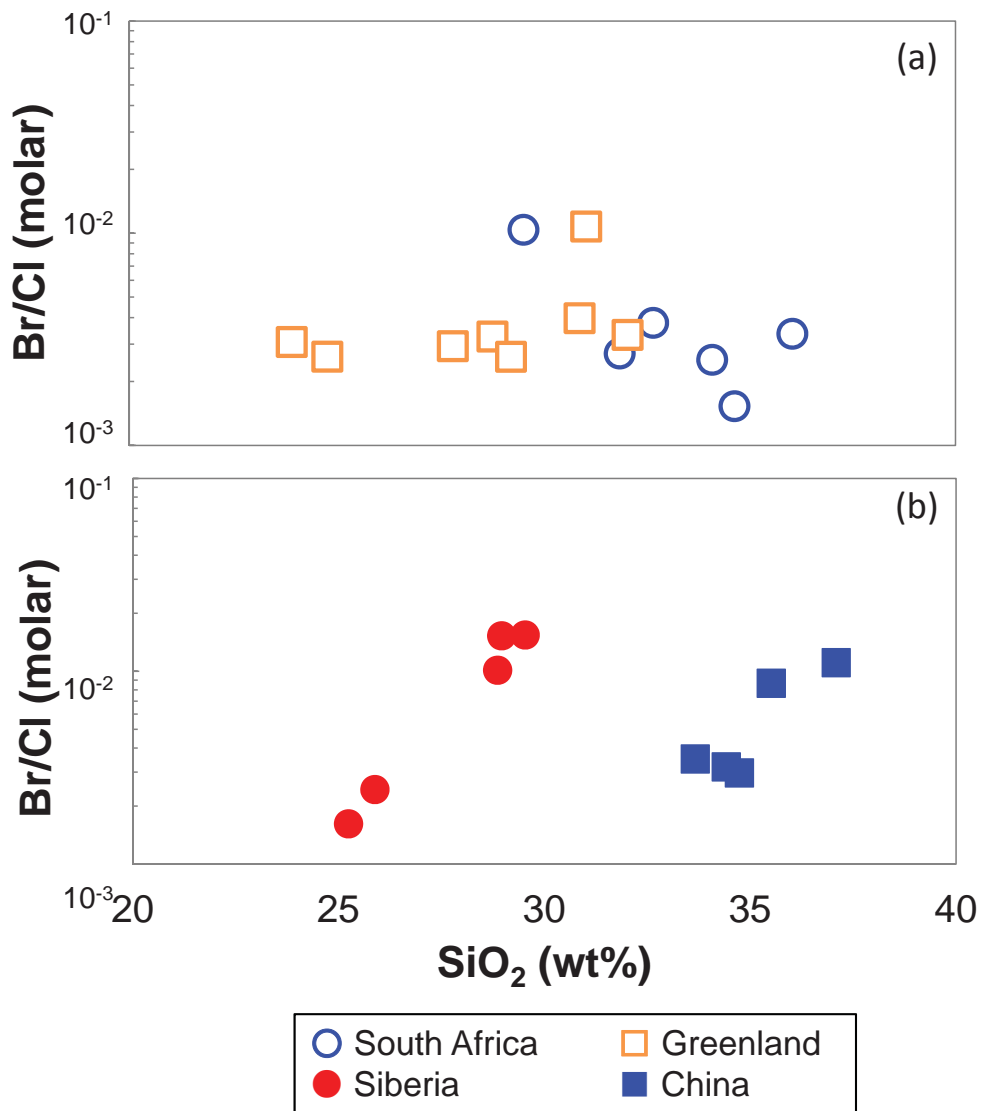 10⁻¹
(a)
Br/Cl (molar)
10⁻²
10⁻³
10⁻¹
(b)
Br/Cl (molar)
10⁻²
10⁻³
20 25 30 35 40
SiO₂ (wt%)
South Africa Greenland
Siberia China